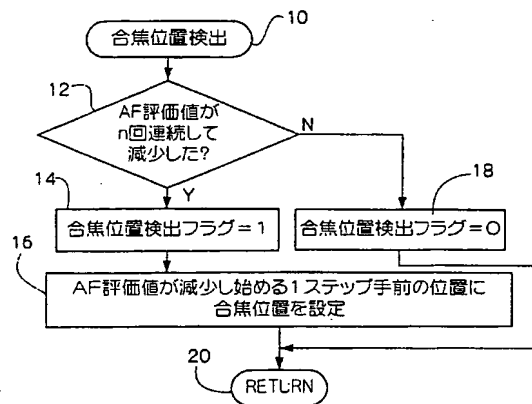 合焦位置検出
10
12
AF評価値が
n回連続して
減少した?
N
Y
14
合焦位置検出フラグ=1
18
合焦位置検出フラグ=0
16
AF評価値が減少し始める1ステップ手前の位置に
合焦位置を設定
20
RETURN